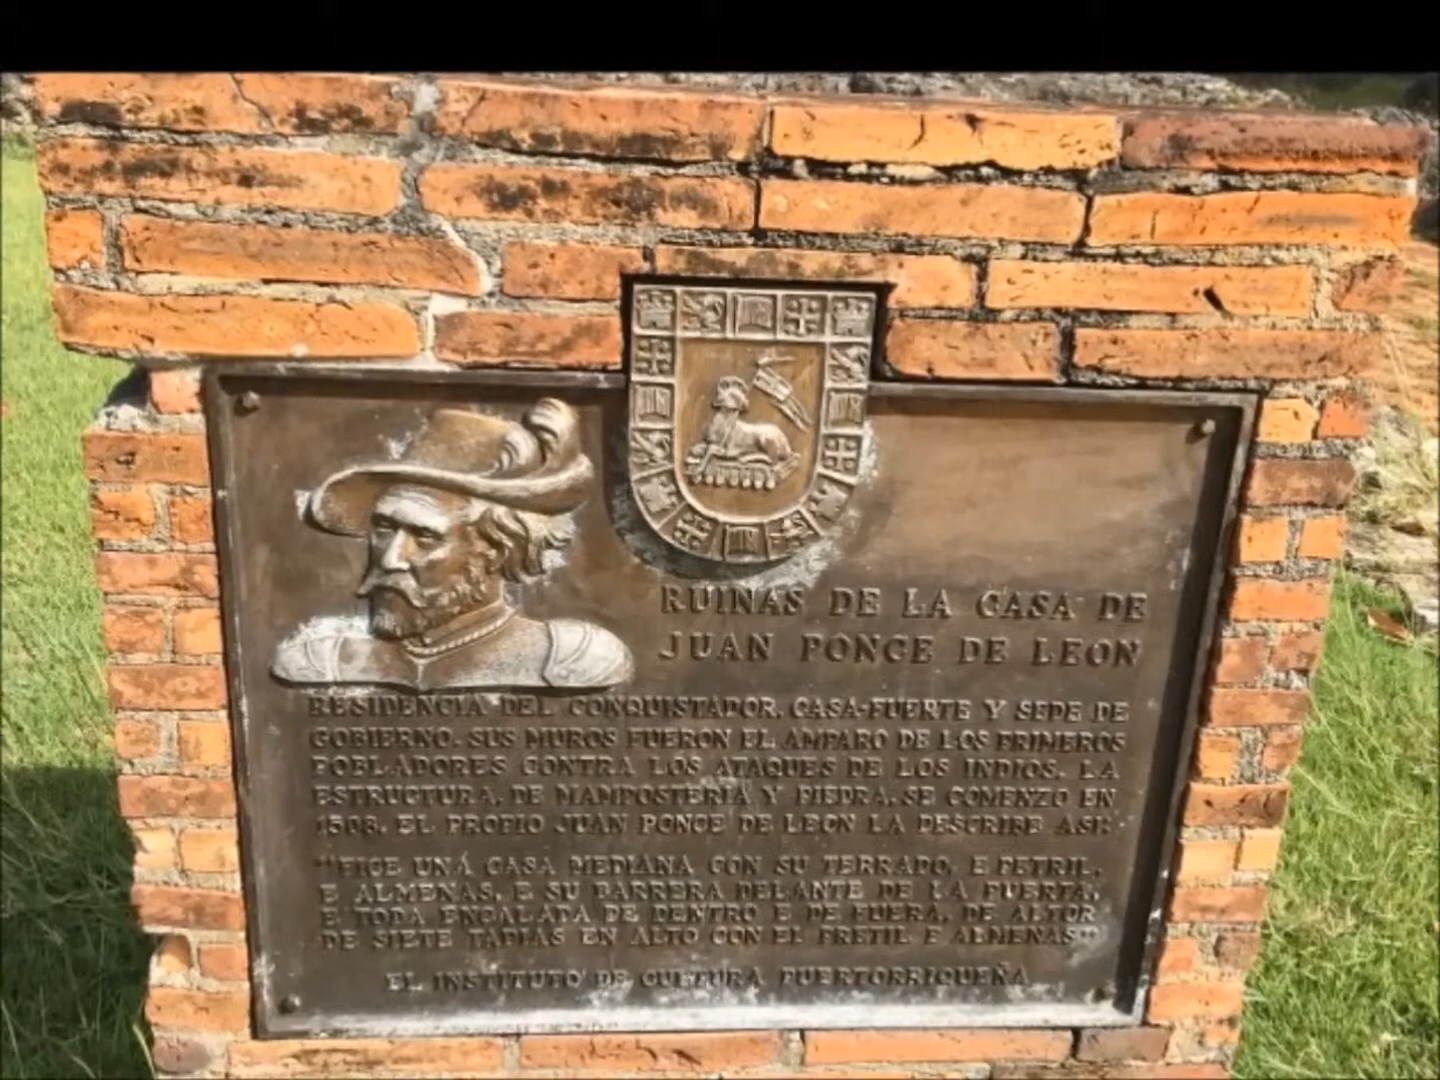 RUINAS DE LA CASA DE
JUAN PONCE DE LEON
RESIDENCIA DEL CONQUISTADOR, CASA-FUERTE Y SEDE DE
GOBIERNO. SUS MUROS FUERON EL AMPARO DE LOS PRIMEROS
POBLADORES CONTRA LOS ATAQUES DE LOS INDIOS. LA
ESTRUCTURA, DE MAMPOSTERIA Y PIEDRA, SE COMENZO EN
1508. EL PROPIO JUAN PONCE DE LEON LA DESCRIBE ASI:
"FICE UNA CASA MEDIANA CON SU TERRADO, E PETRIL,
E ALMENAS, E SU BARRERA DELANTE DE LA PUERTA,
E TODA ENCALADA DE DENTRO E DE FUERA, DE ALTOR
DE SIETE TAPIAS EN ALTO CON EL PRETIL E ALMENAS"
EL INSTITUTO DE CULTURA PUERTORRIQUEÑA